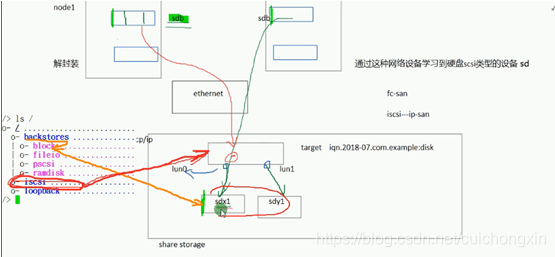 node1
sdb
sdb
解封装
通过这种网络设备学习到硬盘scsi类型的设备 sd
ethernet
fc-san
iscsi---ip-san
/> ls /
o- / ......................
o- backstores ..............
| o- block ................
| o- fileio ...............
| o- pscsi ................
| o- ramdisk ..............
o- iscsi ...................
o- loopback ................
/>
cp/ip
target iqn.2018-07.com.example:disk
lun0
lun1
sdx1
sdy1
share storage
https://blog.csdn.net/cuichongxin